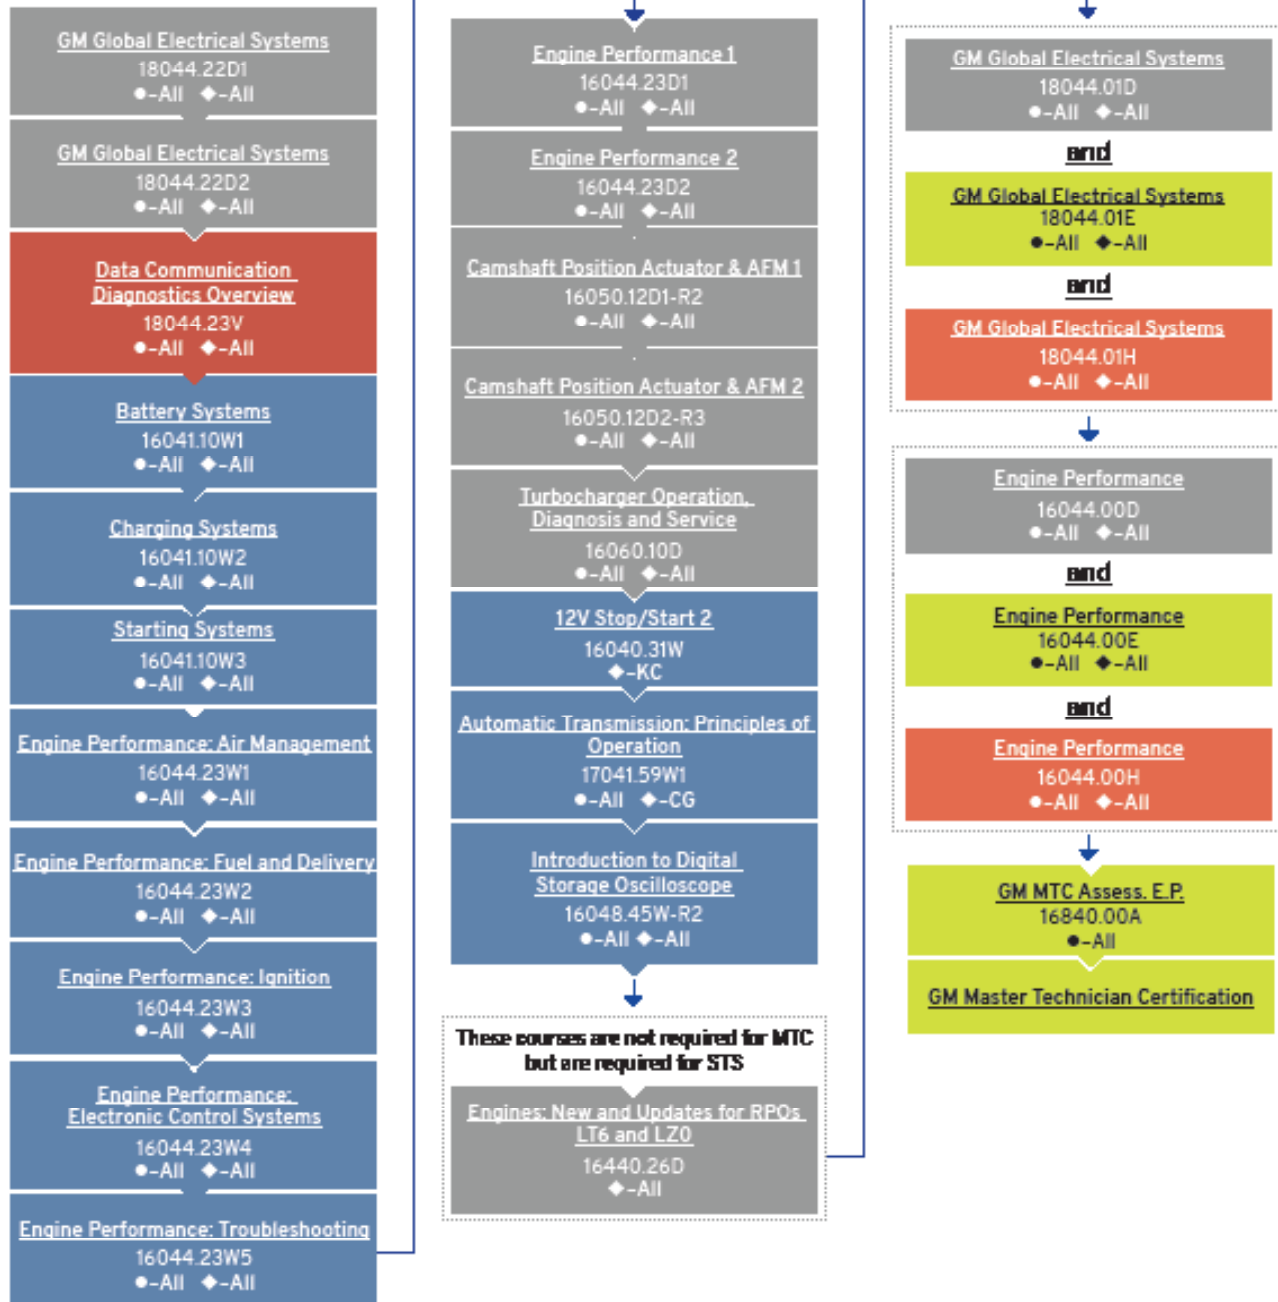 GM Global Electrical Systems
18044.22D1
●-All ◆-All
GM Global Electrical Systems
18044.22D2
●-All ◆-All
Data Communication
Diagnostics Overview
18044.23V
●-All ◆-All
Battery Systems
16041.10W1
●-All ◆-All
Charging Systems
16041.10W2
●-All ◆-All
Starting Systems
16041.10W3
●-All ◆-All
Engine Performance: Air Management
16044.23W1
●-All ◆-All
Engine Performance: Fuel and Delivery
16044.23W2
●-All ◆-All
Engine Performance: Ignition
16044.23W3
●-All ◆-All
Engine Performance:
Electronic Control Systems
16044.23W4
●-All ◆-All
Engine Performance: Troubleshooting
16044.23W5
●-All ◆-All
Engine Performance 1
16044.23D1
●-All ◆-All
Engine Performance 2
16044.23D2
●-All ◆-All
Camshaft Position Actuator & AFM 1
16050.12D1-R2
●-All ◆-All
Camshaft Position Actuator & AFM 2
16050.12D2-R3
●-All ◆-All
Turbocharger Operation,
Diagnosis and Service
16060.10D
●-All ◆-All
12V Stop/Start 2
16040.31W
◆-KC
Automatic Transmission: Principles of
Operation
17041.59W1
●-All ◆-CG
Introduction to Digital
Storage Oscilloscope
16048.45W-R2
●-All ◆-All
These courses are not required for MTC
but are required for STS
Engines: New and Updates for RPOs
LT6 and LZ0
16440.26D
◆-All
GM Global Electrical Systems
18044.01D
●-All ◆-All
and
GM Global Electrical Systems
18044.01E
●-All ◆-All
and
GM Global Electrical Systems
18044.01H
●-All ◆-All
Engine Performance
16044.00D
●-All ◆-All
and
Engine Performance
16044.00E
●-All ◆-All
and
Engine Performance
16044.00H
●-All ◆-All
GM MTC Assess. E.P.
16840.00A
●-All
GM Master Technician Certification